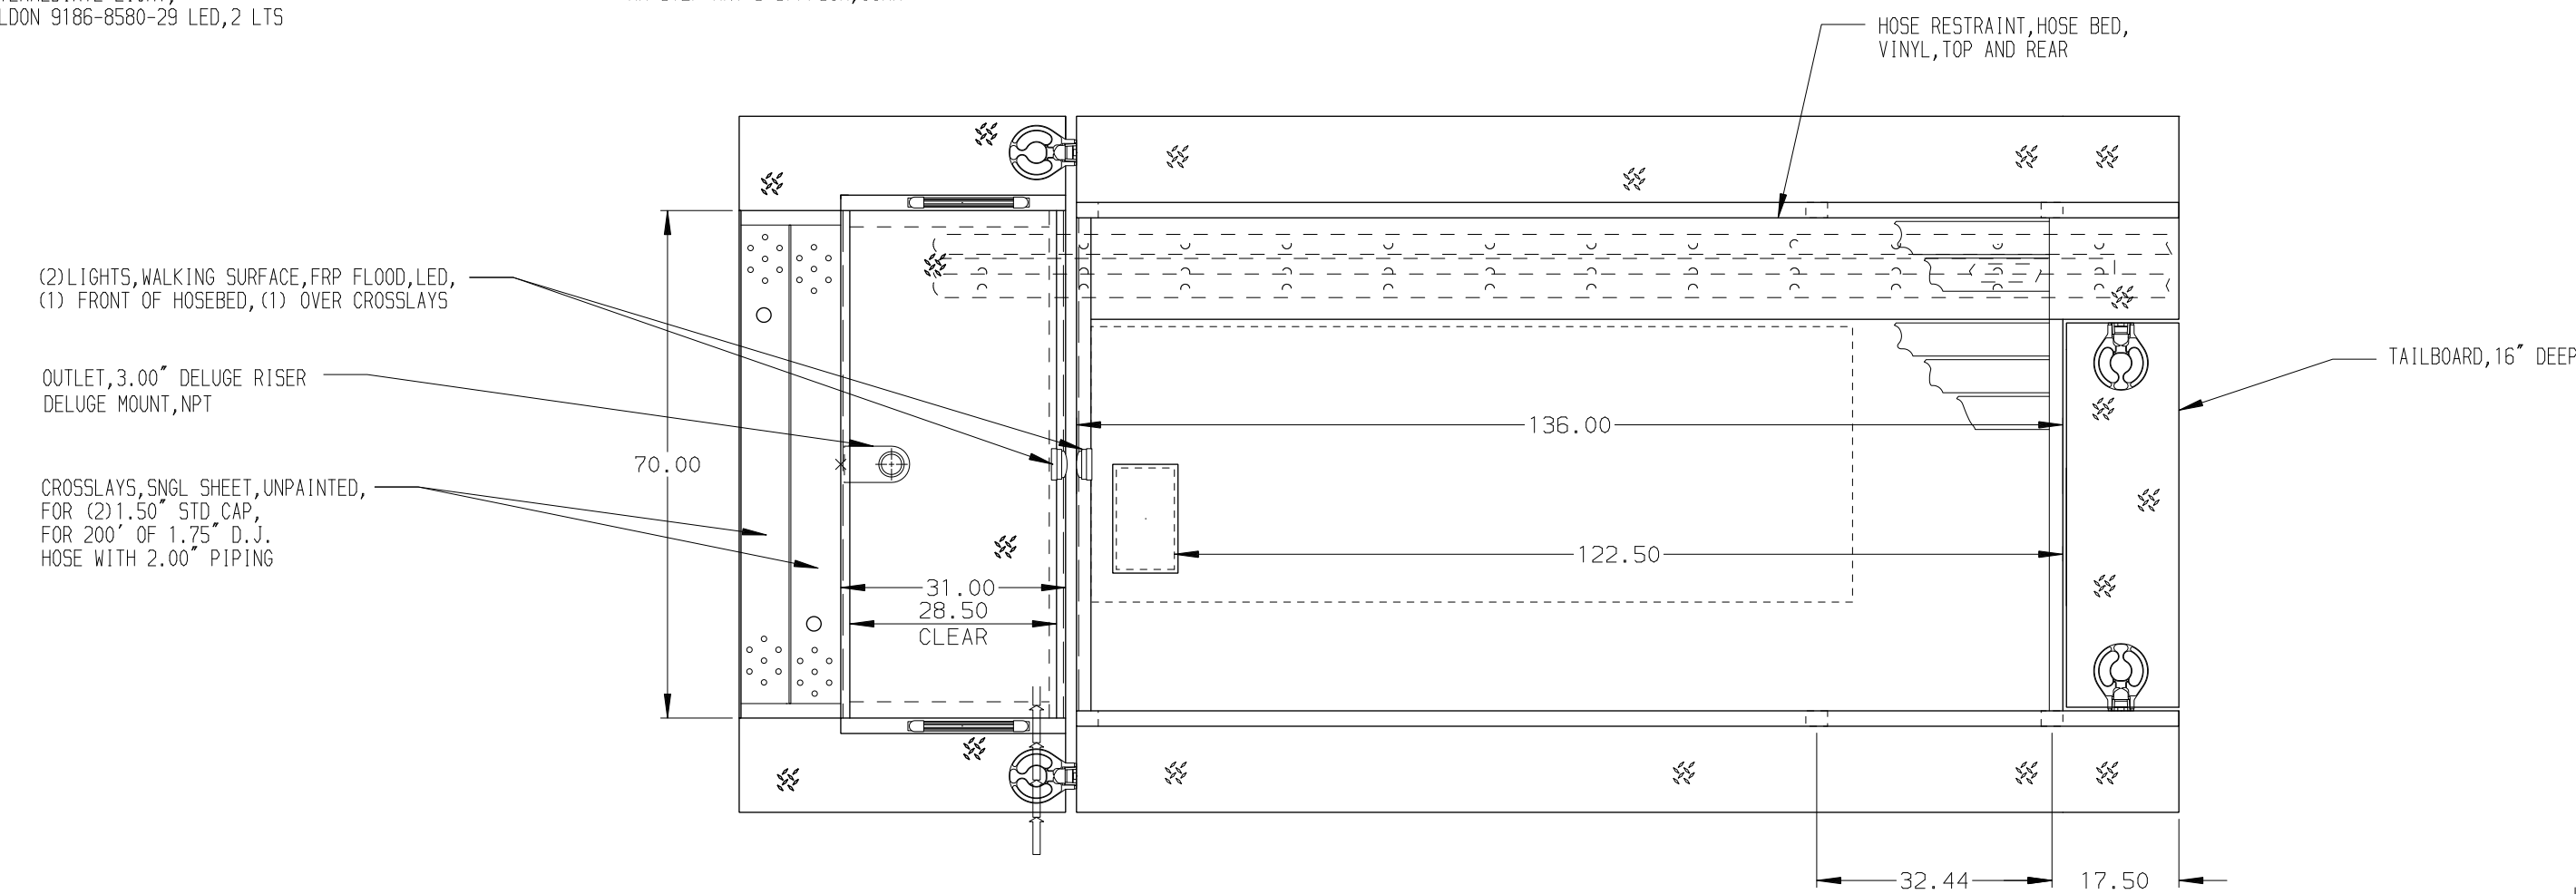 LDON 9186-8580-29 LED,2 LTS
HOSE RESTRAINT,HOSE BED,
VINYL,TOP AND REAR
(2)LIGHTS,WALKING SURFACE,FRP FLOOD,LED,
(1) FRONT OF HOSEBED,(1) OVER CROSSLAYS
OUTLET,3.00" DELUGE RISER
DELUGE MOUNT,NPT
CROSSLAYS,SNGL SHEET,UNPAINTED,
FOR (2)1.50" STD CAP,
FOR 200' OF 1.75" D.J.
HOSE WITH 2.00" PIPING
TAILBOARD,16" DEEP
70.00
136.00
122.50
31.00
28.50
CLEAR
32.44
17.50